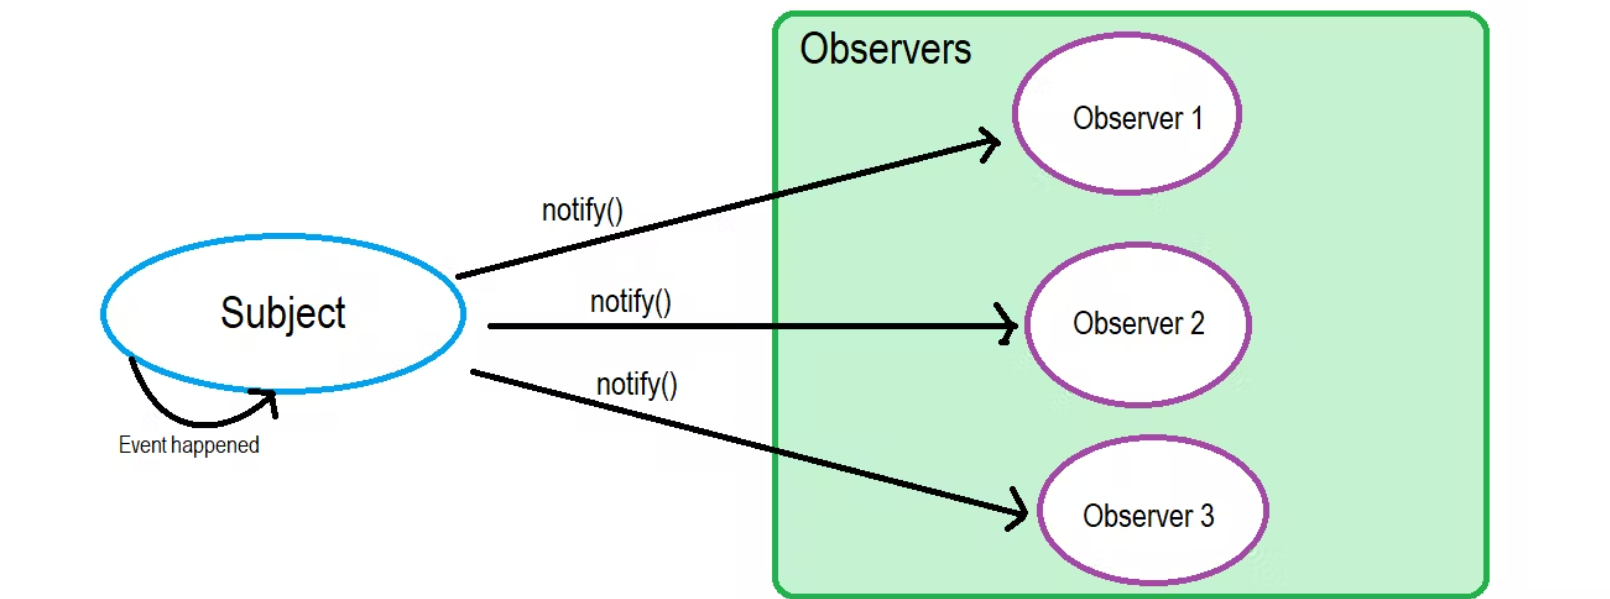 Observers
Observer 1
notify()
notify()
Subject
Observer 2
notify()
Event happened
Observer 3